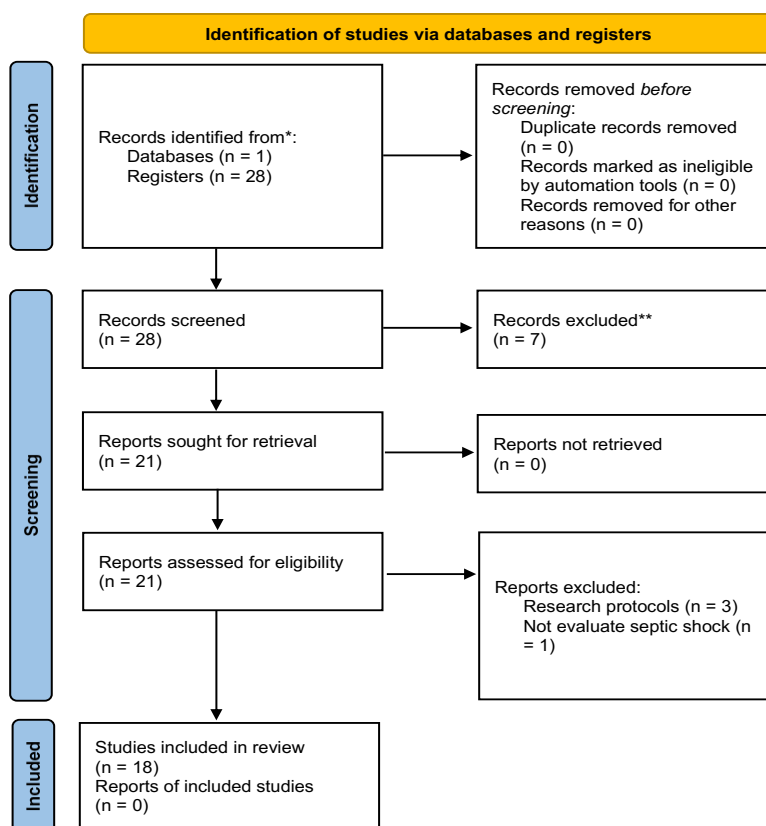 Identification of studies via databases and registers
Identification
Records identified from*:
Databases (n = 1)
Registers (n = 28)
Records removed before
screening:
Duplicate records removed
(n = 0)
Records marked as ineligible
by automation tools (n = 0)
Records removed for other
reasons (n = 0)
Screening
Records screened
(n = 28)
Records excluded**
(n = 7)
Reports sought for retrieval
(n = 21)
Reports not retrieved
(n = 0)
Reports assessed for eligibility
(n = 21)
Reports excluded:
Research protocols (n = 3)
Not evaluate septic shock (n
= 1)
Included
Studies included in review
(n = 18)
Reports of included studies
(n = 0)